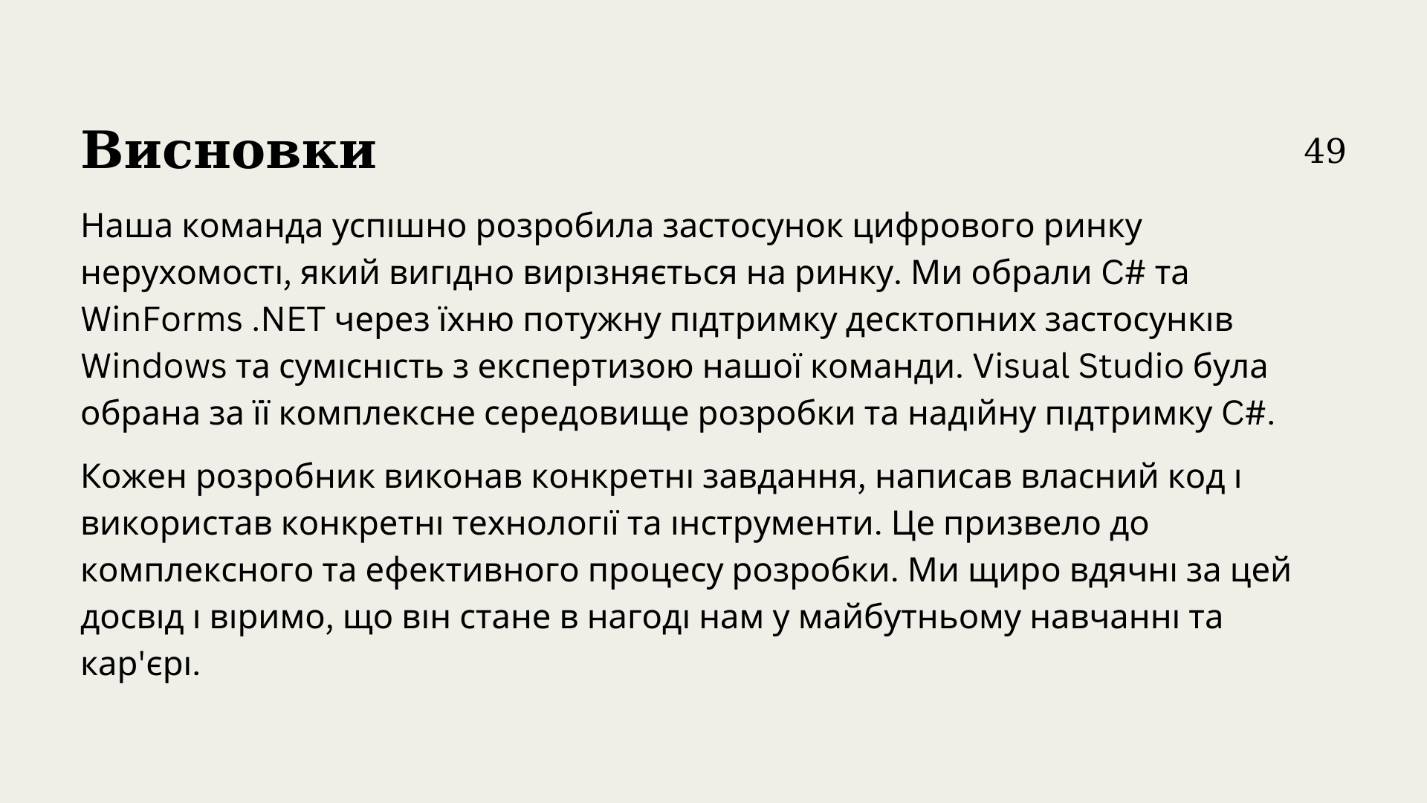 Висновки
49
Наша команда успішно розробила застосунок цифрового ринку
нерухомості, який вигідно вирізняється на ринку. Ми обрали C# та
WinForms .NET через їхню потужну підтримку десктопних застосунків
Windows та сумісність з експертизою нашої команди. Visual Studio була
обрана за її комплексне середовище розробки та надійну підтримку C#.
Кожен розробник виконав конкретні завдання, написав власний код і
використав конкретні технології та інструменти. Це призвело до
комплексного та ефективного процесу розробки. Ми щиро вдячні за цей
досвід і віримо, що він стане в нагоді нам у майбутньому навчанні та
кар'єрі.